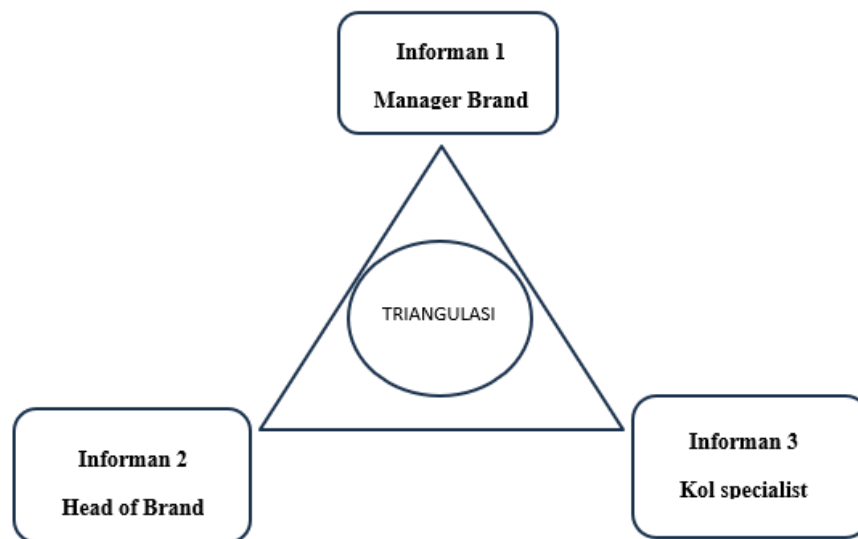 Informan 1
Manager Brand
TRIANGULASI
Informan 2
Head of Brand
Informan 3
Kol specialist